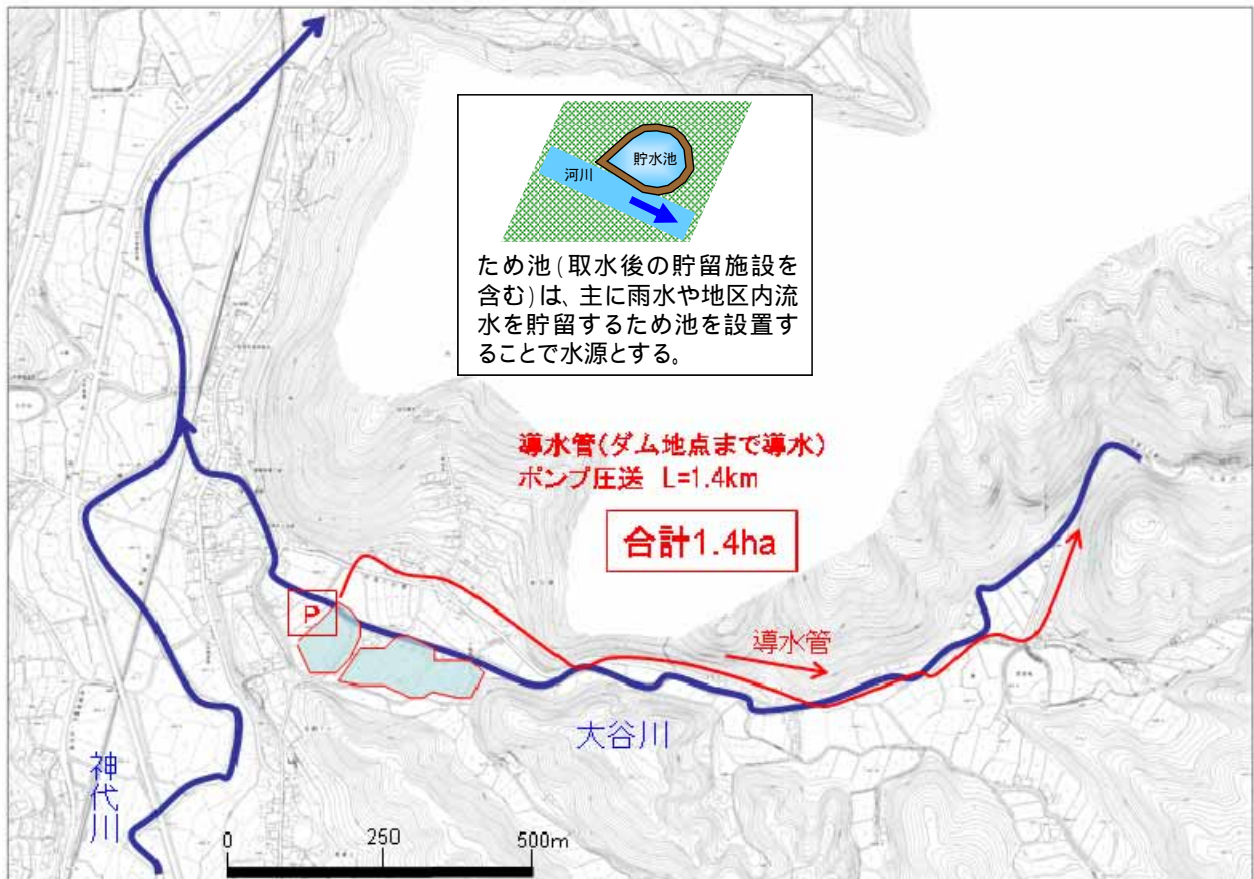 貯水池
河川
ため池(取水後の貯留施設を
含む)は、主に雨水や地区内流
水を貯留するため池を設置す
ることで水源とする。
導水管(ダム地点まで導水)
ポンプ圧送 L=1.4km
合計1.4ha
P
導水管
大谷川
神代川
0 250 500m